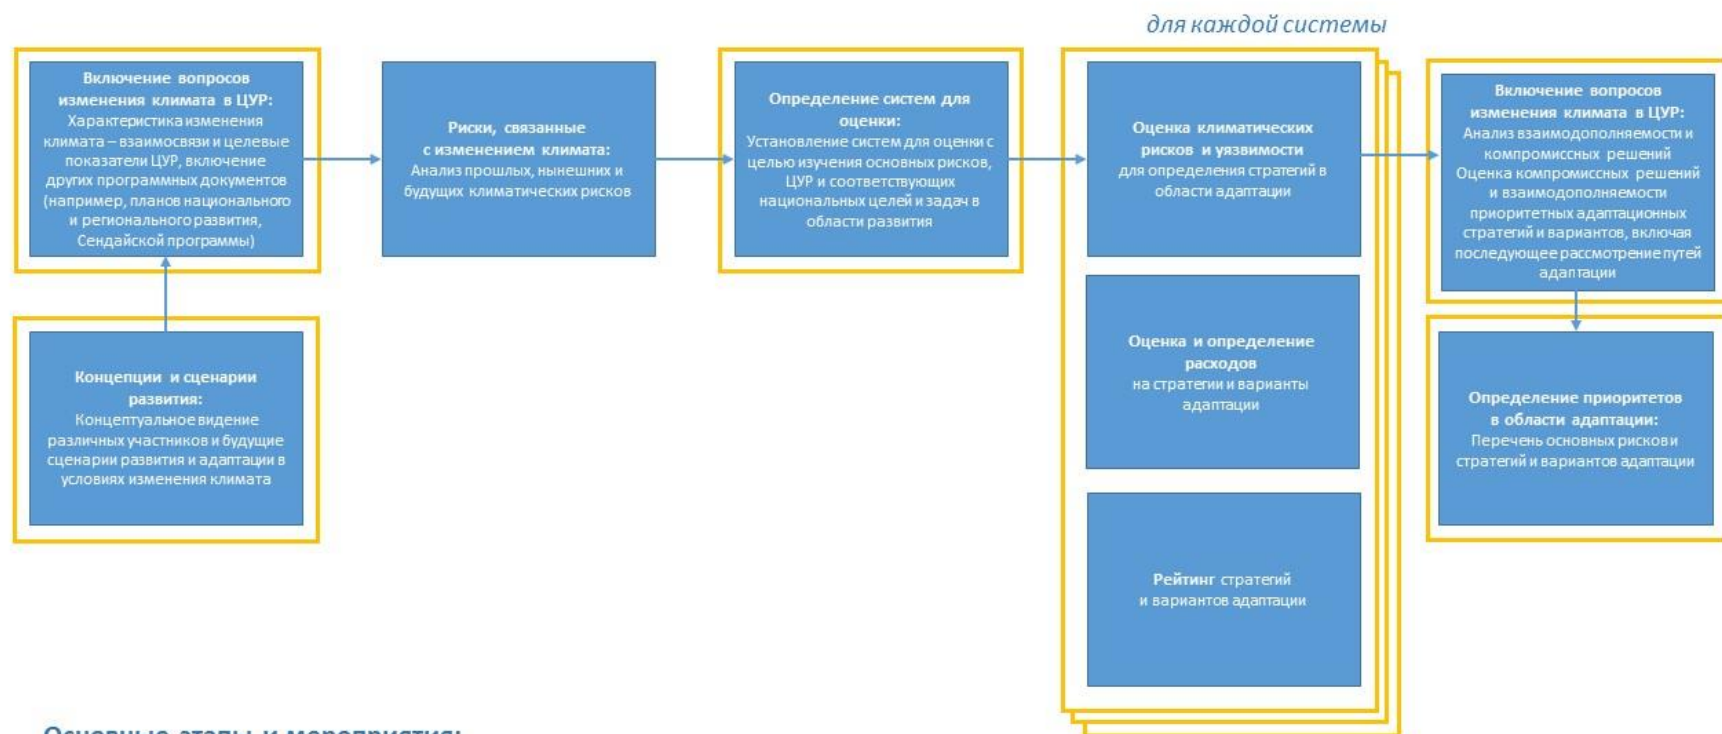 для каждой системы
Включение вопросов
изменения климата в ЦУР:
Характеристика изменения
климата – взаимосвязи и целевые
показатели ЦУР, включение
других программных документов
(например, планов национального
и регионального развития,
Сендайской программы)
Риски, связанные
с изменением климата:
Анализ прошлых, нынешних и
будущих климатических рисков
Определение систем для
оценки:
Установление систем для оценки с
целью изучения основных рисков,
ЦУР и соответствующих
национальных целей и задач в
области развития
Оценка климатических
рисков и уязвимости
для определения стратегий в
области адаптации
Включение вопросов
изменения климата в ЦУР:
Анализ взаимодополняемости и
компромиссных решений
Оценка компромиссных решений
и взаимодополняемости
приоритетных адаптационных
стратегий и вариантов, включая
последующее рассмотрение путей
адаптации
Концепции и сценарии
развития:
Концептуальное видение
различных участников и будущие
сценарии развития и адаптации в
условиях изменения климата
Оценка и определение
расходов
на стратегии и варианты
адаптации
Определение приоритетов
в области адаптации:
Перечень основных рисков и
стратегий и вариантов адаптации
Рейтинг стратегий
и вариантов адаптации
Основные этапы и мероприятия: